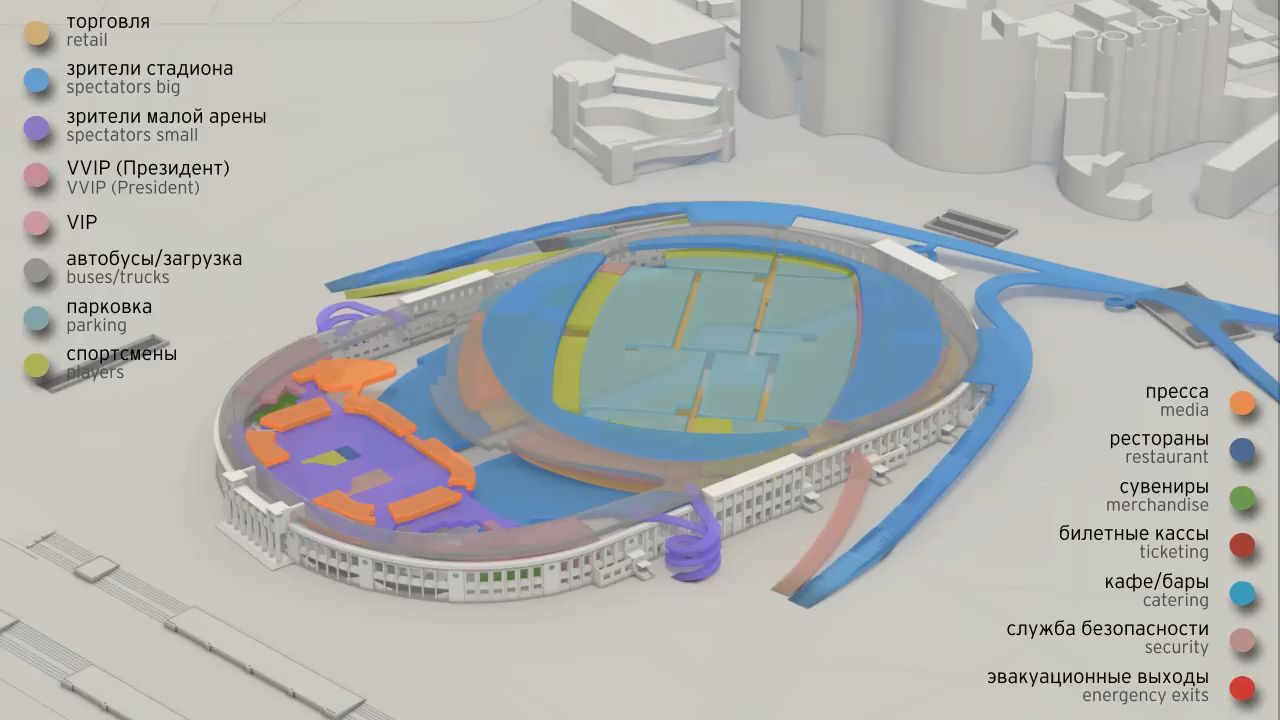 торговля
retail
зрители стадиона
spectators big
зрители малой арены
spectators small
VVIP (Президент)
VVIP (President)
VIP
автобусы/загрузка
buses/trucks
парковка
parking
спортсмены
players
пресса
media
рестораны
restaurant
сувениры
merchandise
билетные кассы
ticketing
кафе/бары
catering
служба безопасности
security
эвакуационные выходы
energency exits